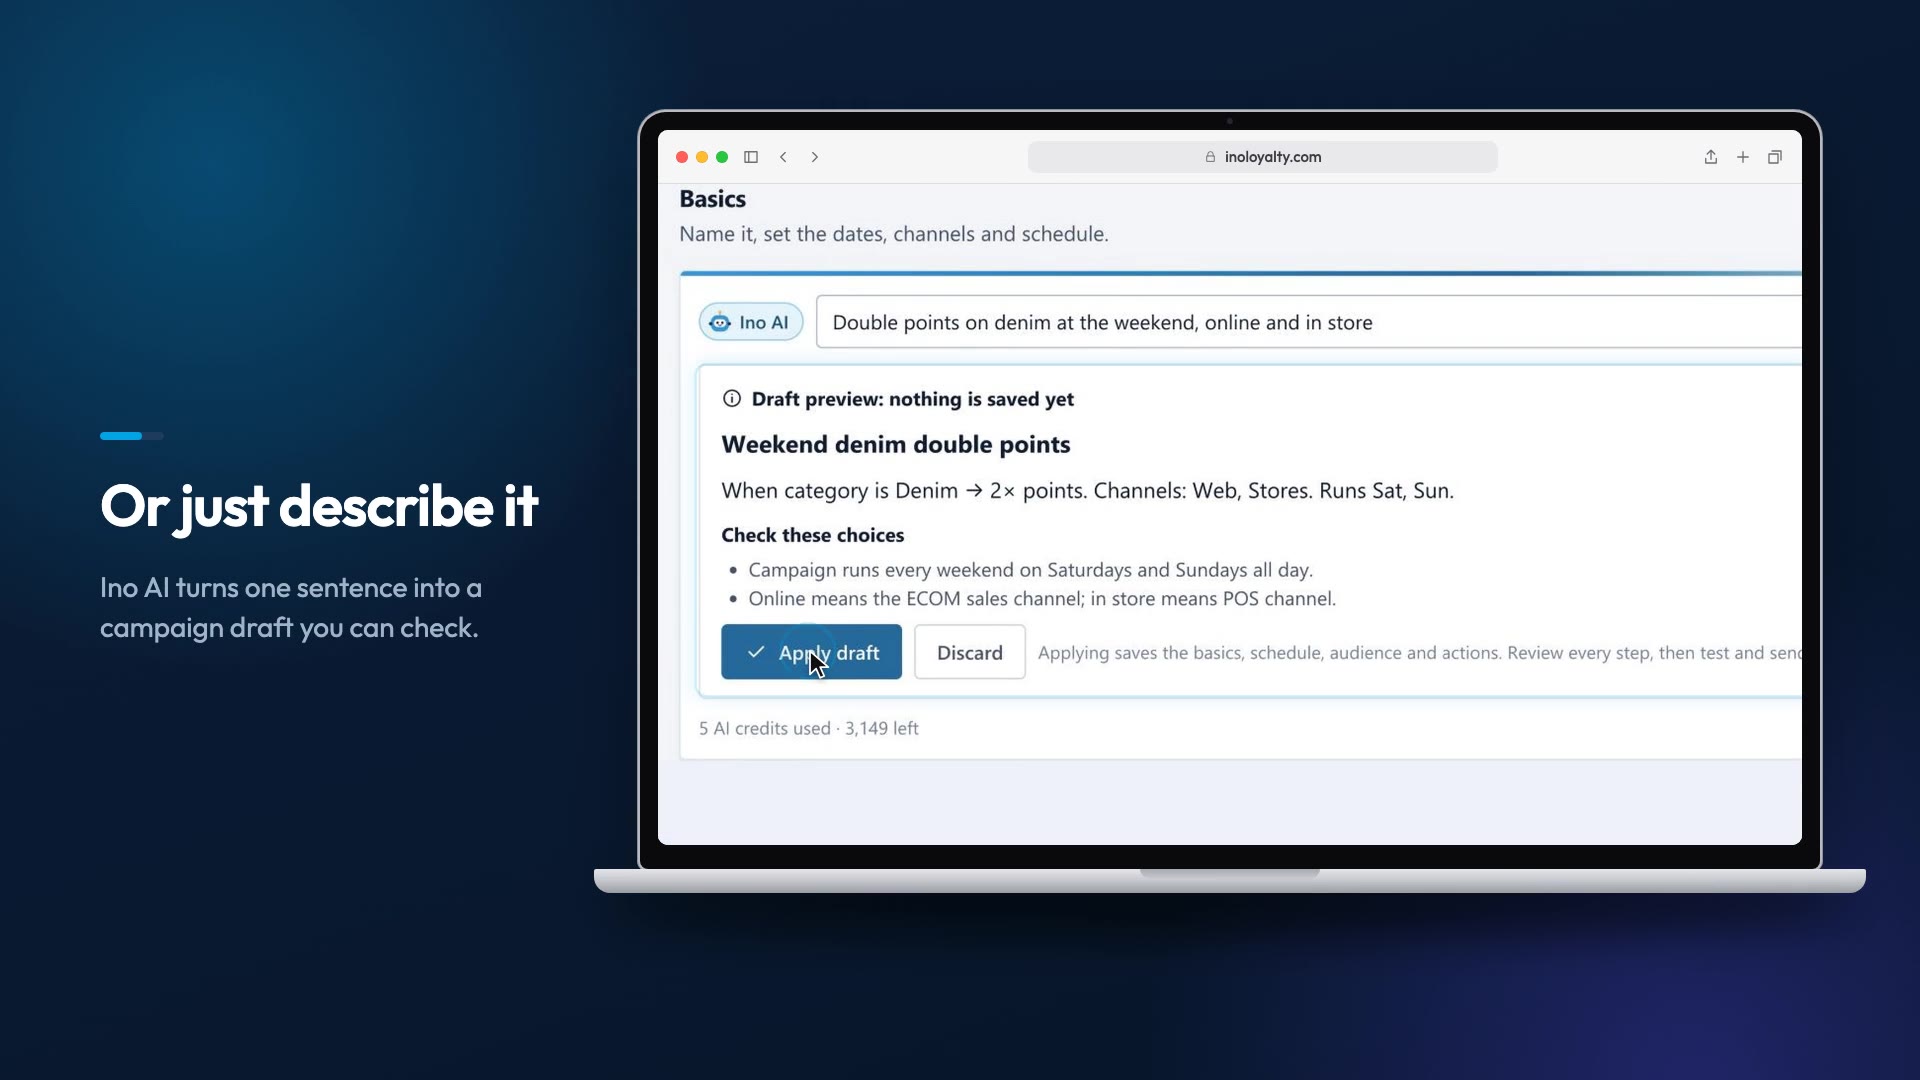 Or just describe it
Ino AI turns one sentence into a
campaign draft you can check.
inoloyalty.com
Basics
Name it, set the dates, channels and schedule.
Ino AI
Double points on denim at the weekend, online and in store
Draft preview: nothing is saved yet
Weekend denim double points
When category is Denim → 2× points. Channels: Web, Stores. Runs Sat, Sun.
Check these choices
• Campaign runs every weekend on Saturdays and Sundays all day.
• Online means the ECOM sales channel; in store means POS channel.
Apply draft
Discard
Applying saves the basics, schedule, audience and actions. Review every step, then test and send
5 AI credits used · 3,149 left